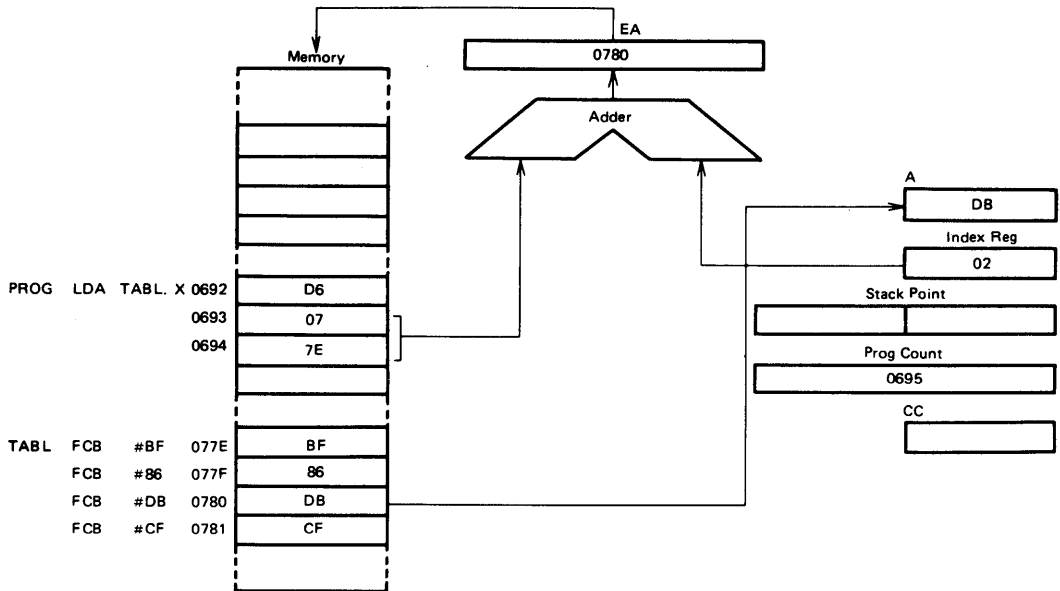 EA
0780
Memory
Adder
A
DB
Index Reg
02
PROG LDA TABL. X 0692 D6
Stack Point
0693 07
0694 7E
Prog Count
0695
CC
TABL FCB #BF 077E BF
FCB #86 077F 86
FCB #DB 0780 DB
FCB #CF 0781 CF